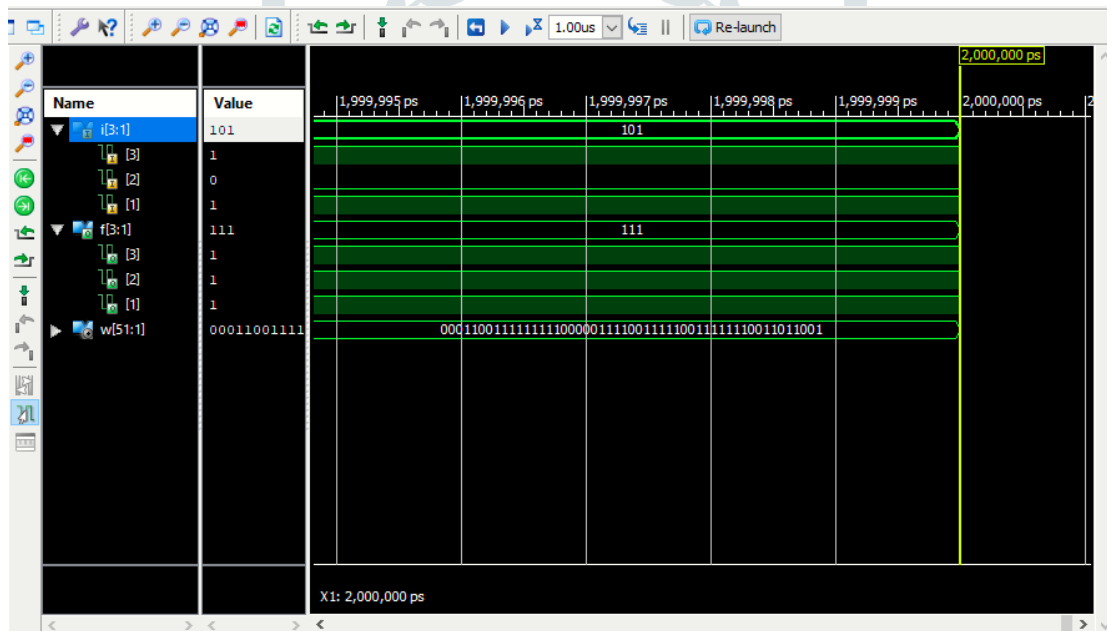 1.00us Re-launch
2,000,000 ps
Name Value 1,999,995 ps 1,999,996 ps 1,999,997 ps 1,999,998 ps 1,999,999 ps 2,000,000 ps 2
i[3:1] 101 101
[3] 1
[2] 0
[1] 1
f[3:1] 111 111
[3] 1
[2] 1
[1] 1
w[51:1] 00011001111
X1: 2,000,000 ps